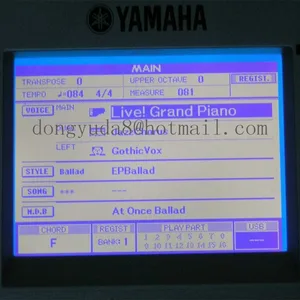 YAMAHA
MAIN
TRANSPOSE 0 UPPER OCTAVE 0 REGIST.
TEMPO ♩=084 4/4 MEASURE 081
VOICE MAIN Live! Grand Piano
dongyuda8@hotmail.com
LEFT GothicVox
STYLE Ballad EPBallad
SONG *** ---
M.D.B At Once Ballad
CHORD REGIST PLAY PART USB
F BANK: 1 1 2 3 4 5 6 7 8 ---
9 10 11 12 13 14 15 16